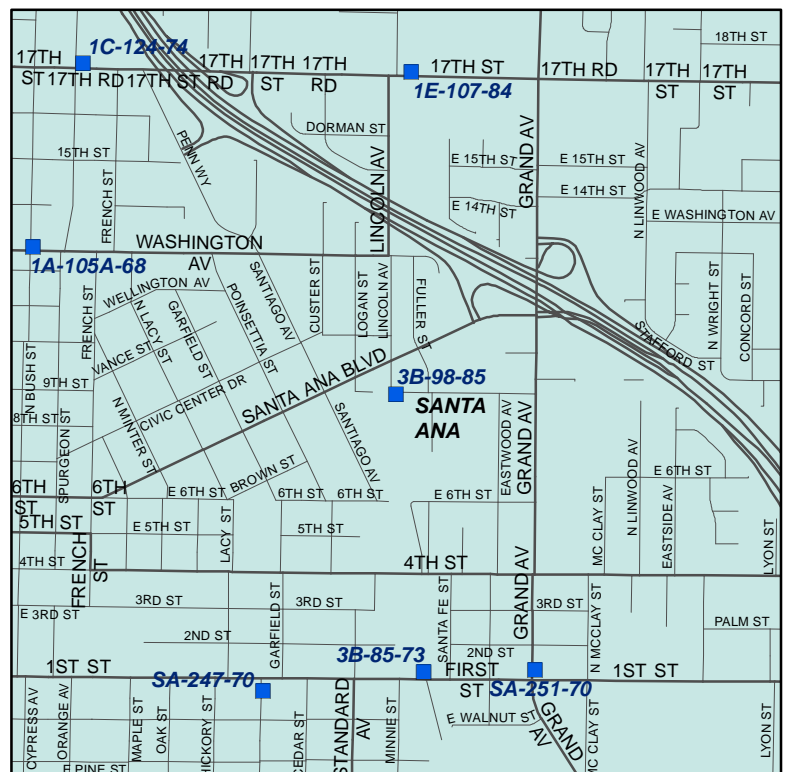 1C-124-74
18TH ST
17TH
17TH ST
17TH ST
17TH RD
17TH ST
17TH RD
17TH ST
17TH ST
ST 17TH RD 17TH ST RD
1E-107-84
PENN WY
DORMAN ST
LINCOLN AV
GRAND AV
N LINWOOD AV
15TH ST
E 15TH ST
E 15TH ST
FRENCH ST
E 14TH ST
E 14TH ST
E WASHINGTON AV
WASHINGTON AV
1A-105A-68
SANTIAGO AV
CUSTER ST
LOGAN ST
LINCOLN AV
FULLER ST
WELLINGTON AV
POINSETTIA ST
N LACY ST
GARFIELD ST
FRENCH ST
N WRIGHT ST
CONCORD ST
STAFFORD ST
N BUSH ST
VANCE ST
9TH ST
CIVIC CENTER DR
SANTA ANA BLVD
3B-98-85
SANTA
ANA
8TH ST
N MINTER ST
SANTIAGO AV
EASTWOOD AV
GRAND AV
N LINWOOD AV
SPURGEON ST
BROWN ST
E 6TH ST
6TH ST
6TH ST
E 6TH ST
6TH ST
6TH ST
E 6TH ST
MC CLAY ST
EASTSIDE AV
LYON ST
5TH ST
E 5TH ST
LACY ST
5TH ST
4TH ST
4TH ST
FRENCH ST
GRAND AV
GARFIELD ST
SANTA FE ST
N MCCLAY ST
E 3RD ST
3RD ST
3RD ST
3RD ST
PALM ST
2ND ST
2ND ST
1ST ST
3B-85-73
FIRST ST
1ST ST
SA-247-70
SA-251-70
CYPRESS AV
ORANGE AV
MAPLE ST
OAK ST
HICKORY ST
CEDAR ST
STANDARD AV
MINNIE ST
E WALNUT ST
GRAND AV
MC CLAY ST
LYON ST
E PINE ST